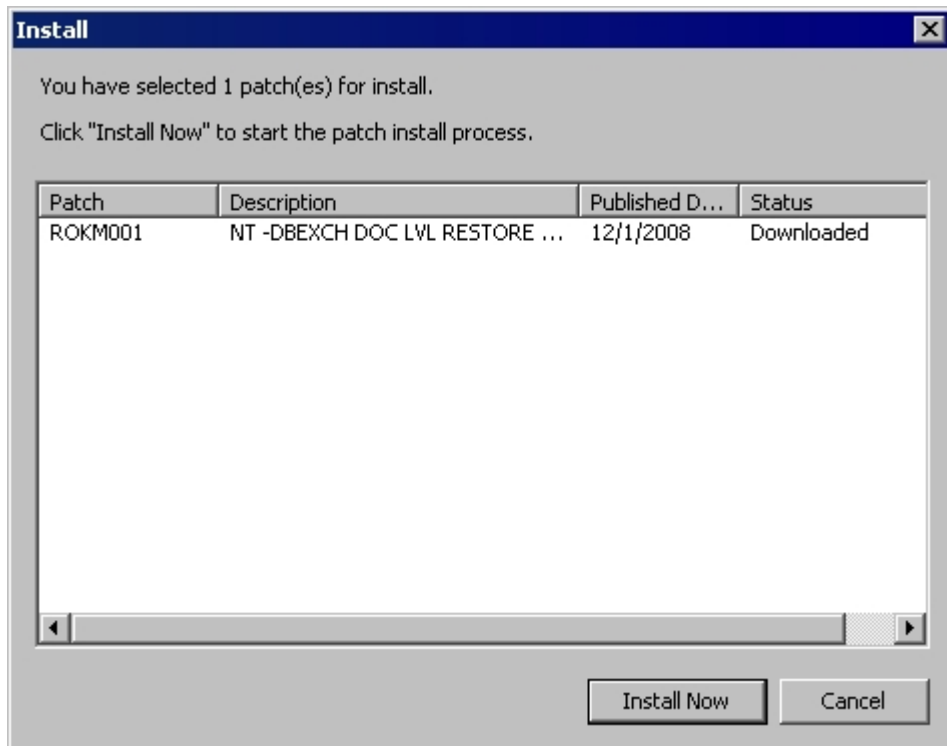 Install
You have selected 1 patch(es) for install.
Click "Install Now" to start the patch install process.
Patch Description Published D... Status
ROKM001 NT -DBEXCH DOC LVL RESTORE ... 12/1/2008 Downloaded
Install Now Cancel